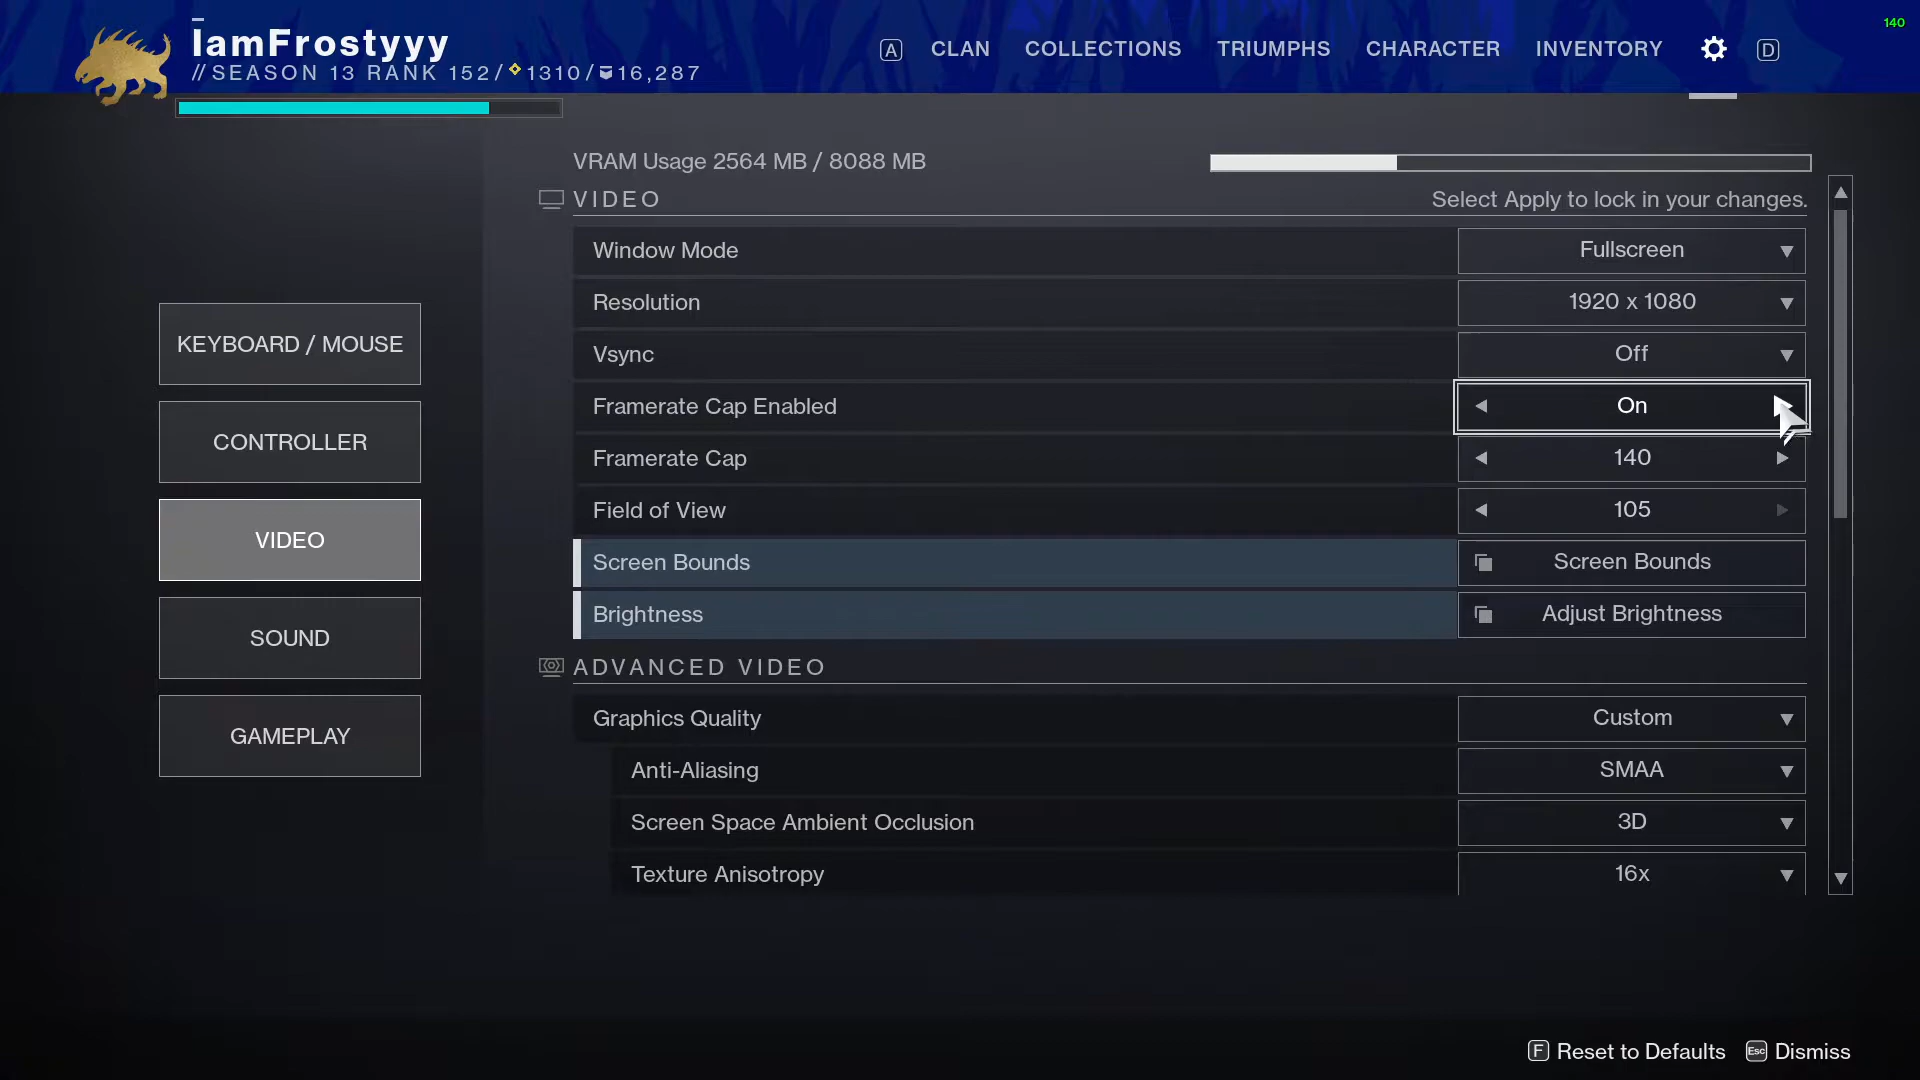 140
IamFrostyyy
// SEASON 13 RANK 152/ 1310/ 16,287
A CLAN COLLECTIONS TRIUMPHS CHARACTER INVENTORY D
VRAM Usage 2564 MB / 8088 MB
VIDEO Select Apply to lock in your changes.
Window Mode Fullscreen
Resolution 1920 x 1080
Vsync Off
Framerate Cap Enabled On
Framerate Cap 140
Field of View 105
Screen Bounds Screen Bounds
Brightness Adjust Brightness
ADVANCED VIDEO
Graphics Quality Custom
Anti-Aliasing SMAA
Screen Space Ambient Occlusion 3D
Texture Anisotropy 16x
KEYBOARD / MOUSE
CONTROLLER
VIDEO
SOUND
GAMEPLAY
F Reset to Defaults Esc Dismiss